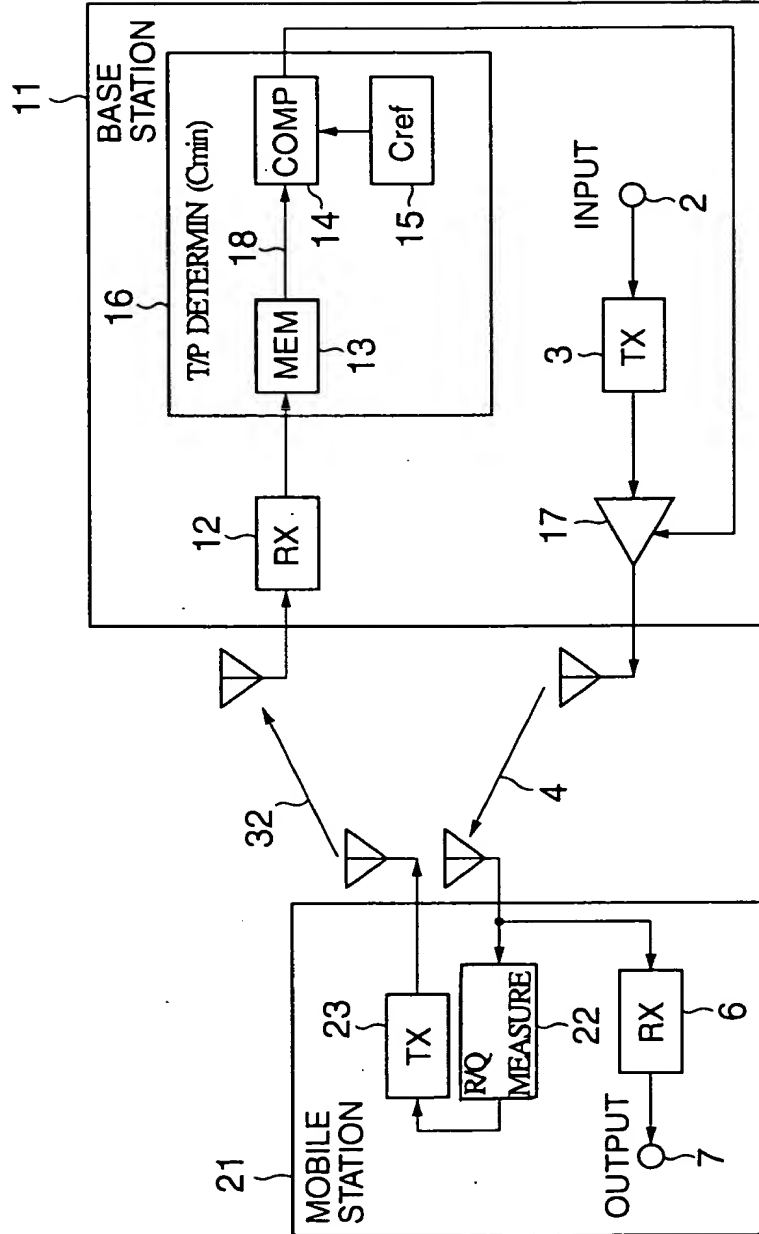 11
BASE
STATION
16
T/P DETERMIN (Cmin)
COMP
14
Cref
15
18
MEM
13
12
RX
INPUT
2
3
TX
17
32
4
21
MOBILE
STATION
23
TX
R/Q
MEASURE
22
RX
6
OUTPUT
7